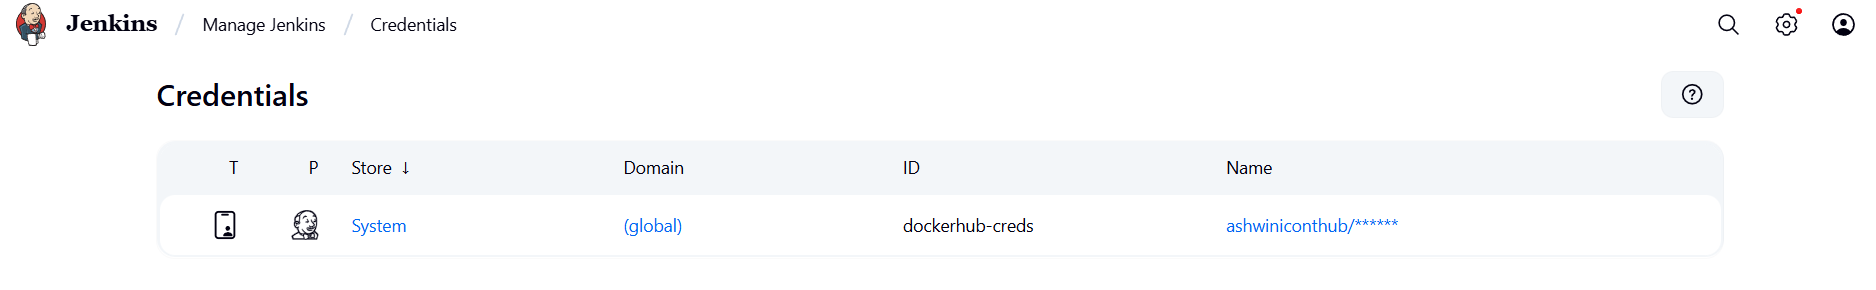 Jenkins / Manage Jenkins / Credentials
Credentials
T P Store ↓ Domain ID Name
System (global) dockerhub-creds ashwiniconthub/******